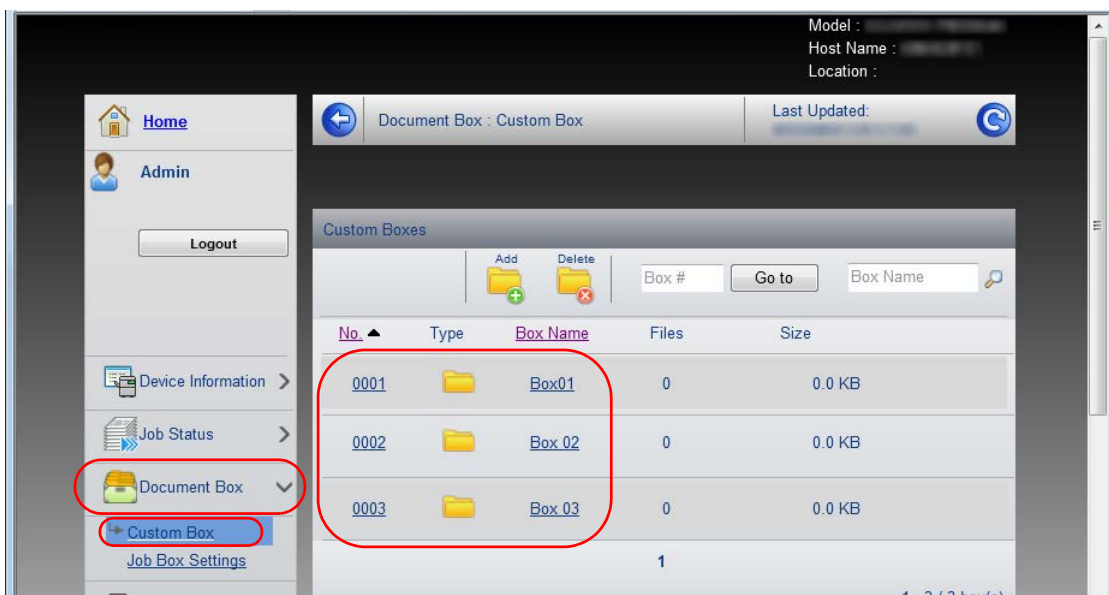 Model :
Host Name :
Location :
Home
Admin
Logout
Device Information
Job Status
Document Box
Custom Box
Job Box Settings
Document Box : Custom Box
Last Updated:
Custom Boxes
Add Delete
Box # Go to Box Name
No. Type Box Name Files Size
0001 Box01 0 0.0 KB
0002 Box 02 0 0.0 KB
0003 Box 03 0 0.0 KB
1